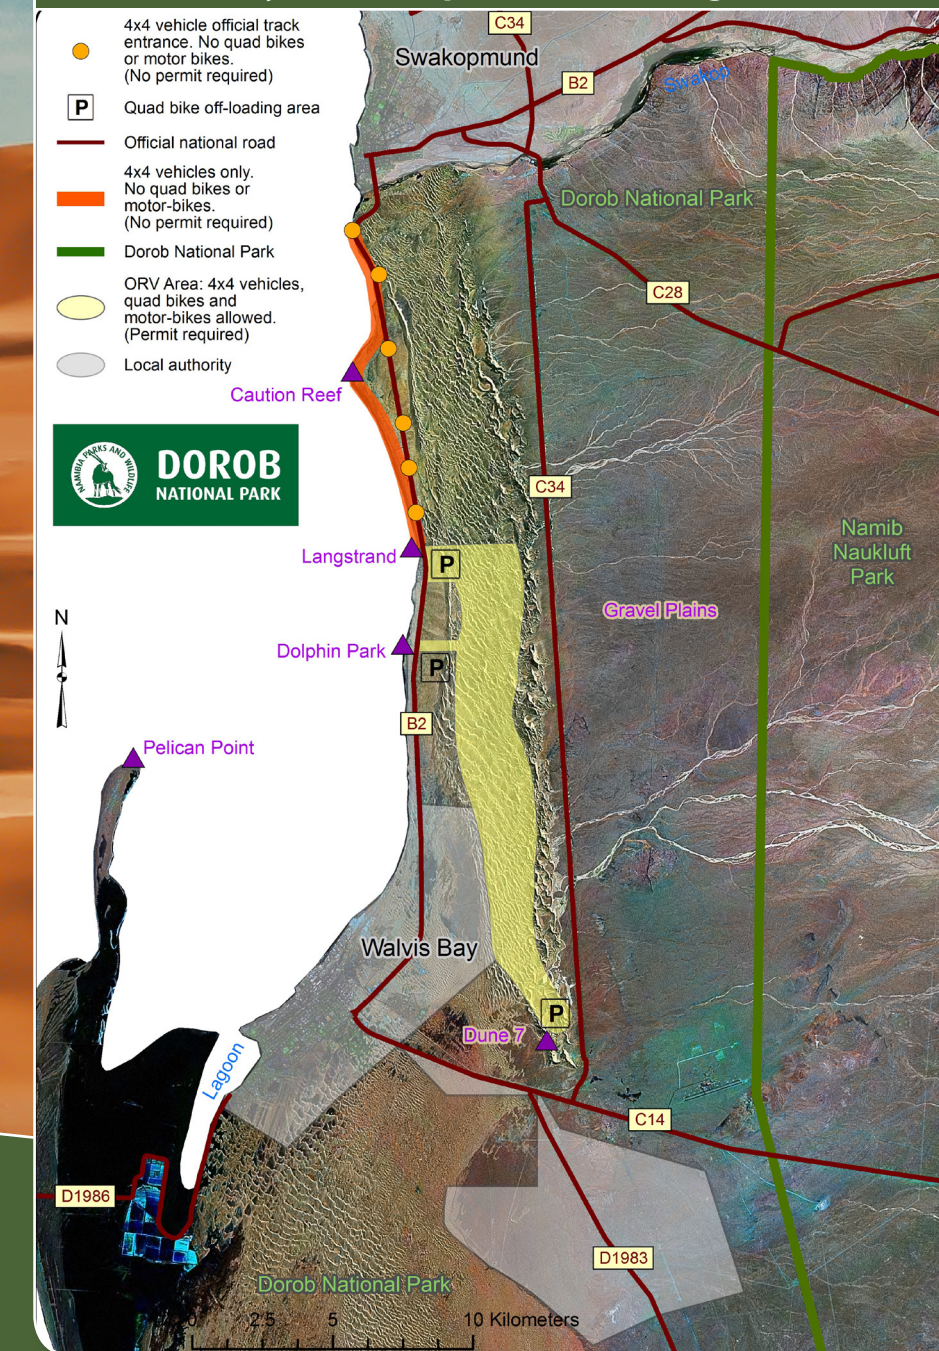 4x4 vehicle official track
entrance. No quad bikes
or motor bikes.
(No permit required)
P
Quad bike off-loading area
Official national road
4x4 vehicles only.
No quad bikes or
motor-bikes.
(No permit required)
Dorob National Park
ORV Area: 4x4 vehicles,
quad bikes and
motor-bikes allowed.
(Permit required)
Local authority
NAMIBIA PARKS AND WILDLIFE
DOROB
NATIONAL PARK
C34
Swakopmund
B2
Swakop
Dorob National Park
C28
Caution Reef
C34
Namib
Naukluft
Park
Langstrand
P
Gravel Plains
N
Dolphin Park
P
B2
Pelican Point
Walvis Bay
P
Dune 7
Lagoon
C14
D1986
D1983
Dorob National Park
0 2.5 5 10 Kilometers